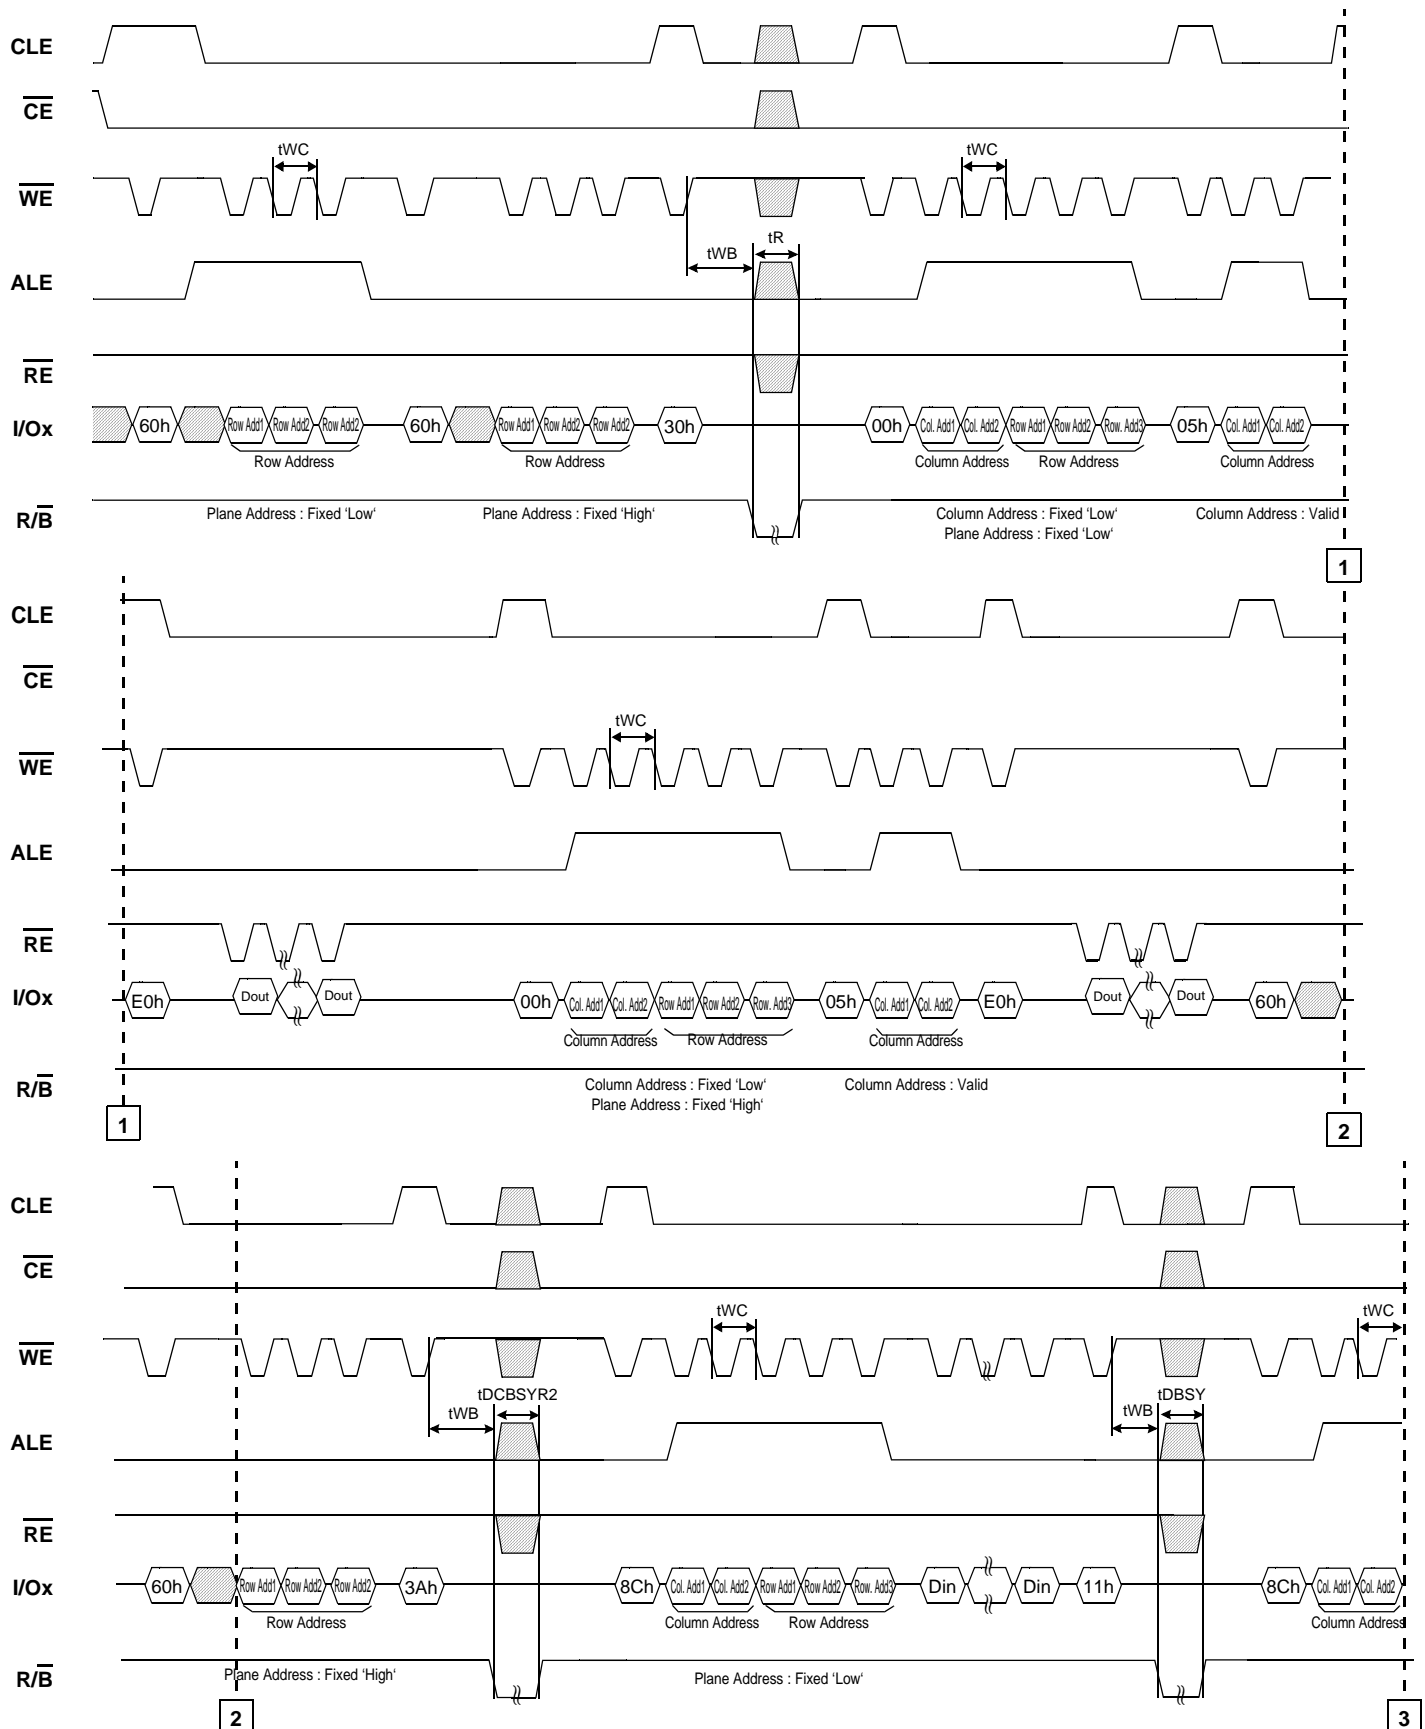 CLE
CE
tWC tWC
WE
tWB tR
ALE
RE
I/Ox 60h Row Add1 Row Add2 Row Add2 60h Row Add1 Row Add2 Row Add2 30h 00h Col. Add1 Col. Add2 Row Add1 Row Add2 Row. Add3 05h Col. Add1 Col. Add2
Row Address Row Address Column Address Row Address Column Address
R/B Plane Address : Fixed ‘Low‘ Plane Address : Fixed ‘High‘ Column Address : Fixed ‘Low‘ Column Address : Valid
Plane Address : Fixed ‘Low‘
1
CLE
CE
tWC
WE
ALE
RE
I/Ox E0h Dout Dout 00h Col. Add1 Col. Add2 Row Add1 Row Add2 Row. Add3 05h Col. Add1 Col. Add2 E0h Dout Dout 60h
Column Address Row Address Column Address
R/B Column Address : Fixed ‘Low‘ Column Address : Valid
Plane Address : Fixed ‘High‘
1 2
CLE
CE
tWC tWC
WE
tWB tDCBSYR2 tWB tDBSY
ALE
RE
I/Ox 60h Row Add1 Row Add2 Row Add2 3Ah 8Ch Col. Add1 Col. Add2 Row Add1 Row Add2 Row. Add3 Din Din 11h 8Ch Col. Add1 Col. Add2
Row Address Column Address Row Address Column Address
R/B Plane Address : Fixed ‘High‘ Plane Address : Fixed ‘Low‘
2 3